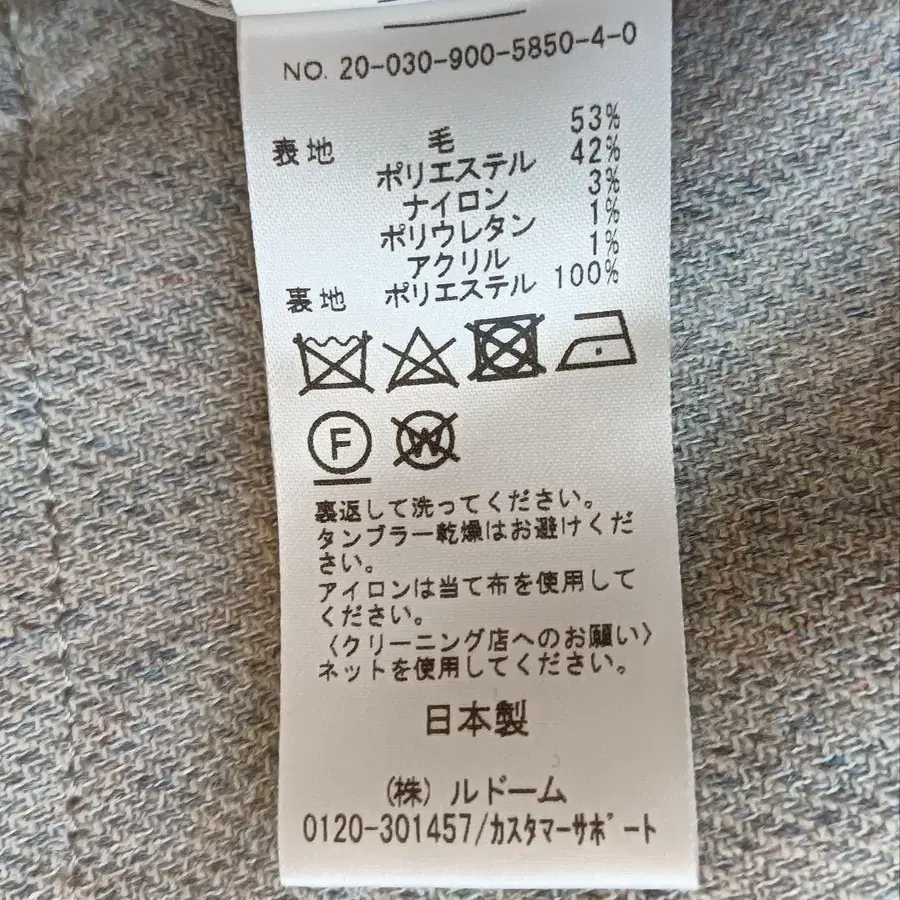 NO. 20-030-900-5850-4-0
表地 毛 53%
ポリエステル 42%
ナイロン 3%
ポリウレタン 1%
アクリル 1%
裏地 ポリエステル 100%
F W
裏返して洗ってください。
タンブラー乾燥はお避けくだ
さい。
アイロンは当て布を使用して
ください。
〈クリーニング店へのお願い〉
ネットを使用してください。
日本製
(株)ルドーム
0120-301457/カスタマーサポート